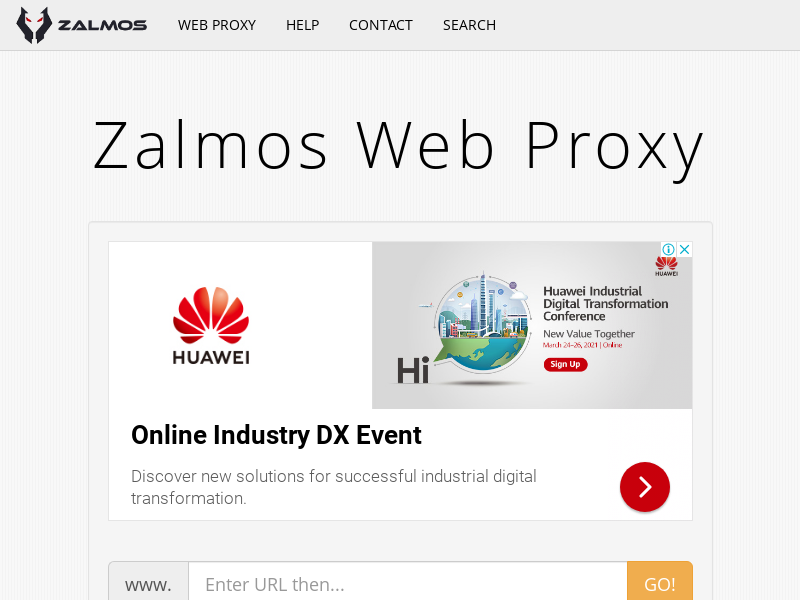 ZALMOS
WEB PROXY
HELP
CONTACT
SEARCH
Zalmos Web Proxy
HUAWEI
Hi
HUAWEI
Huawei Industrial
Digital Transformation
Conference
New Value Together
March 24-26, 2021 | Online
Sign Up
Online Industry DX Event
Discover new solutions for successful industrial digital
transformation.
www.
Enter URL then...
GO!